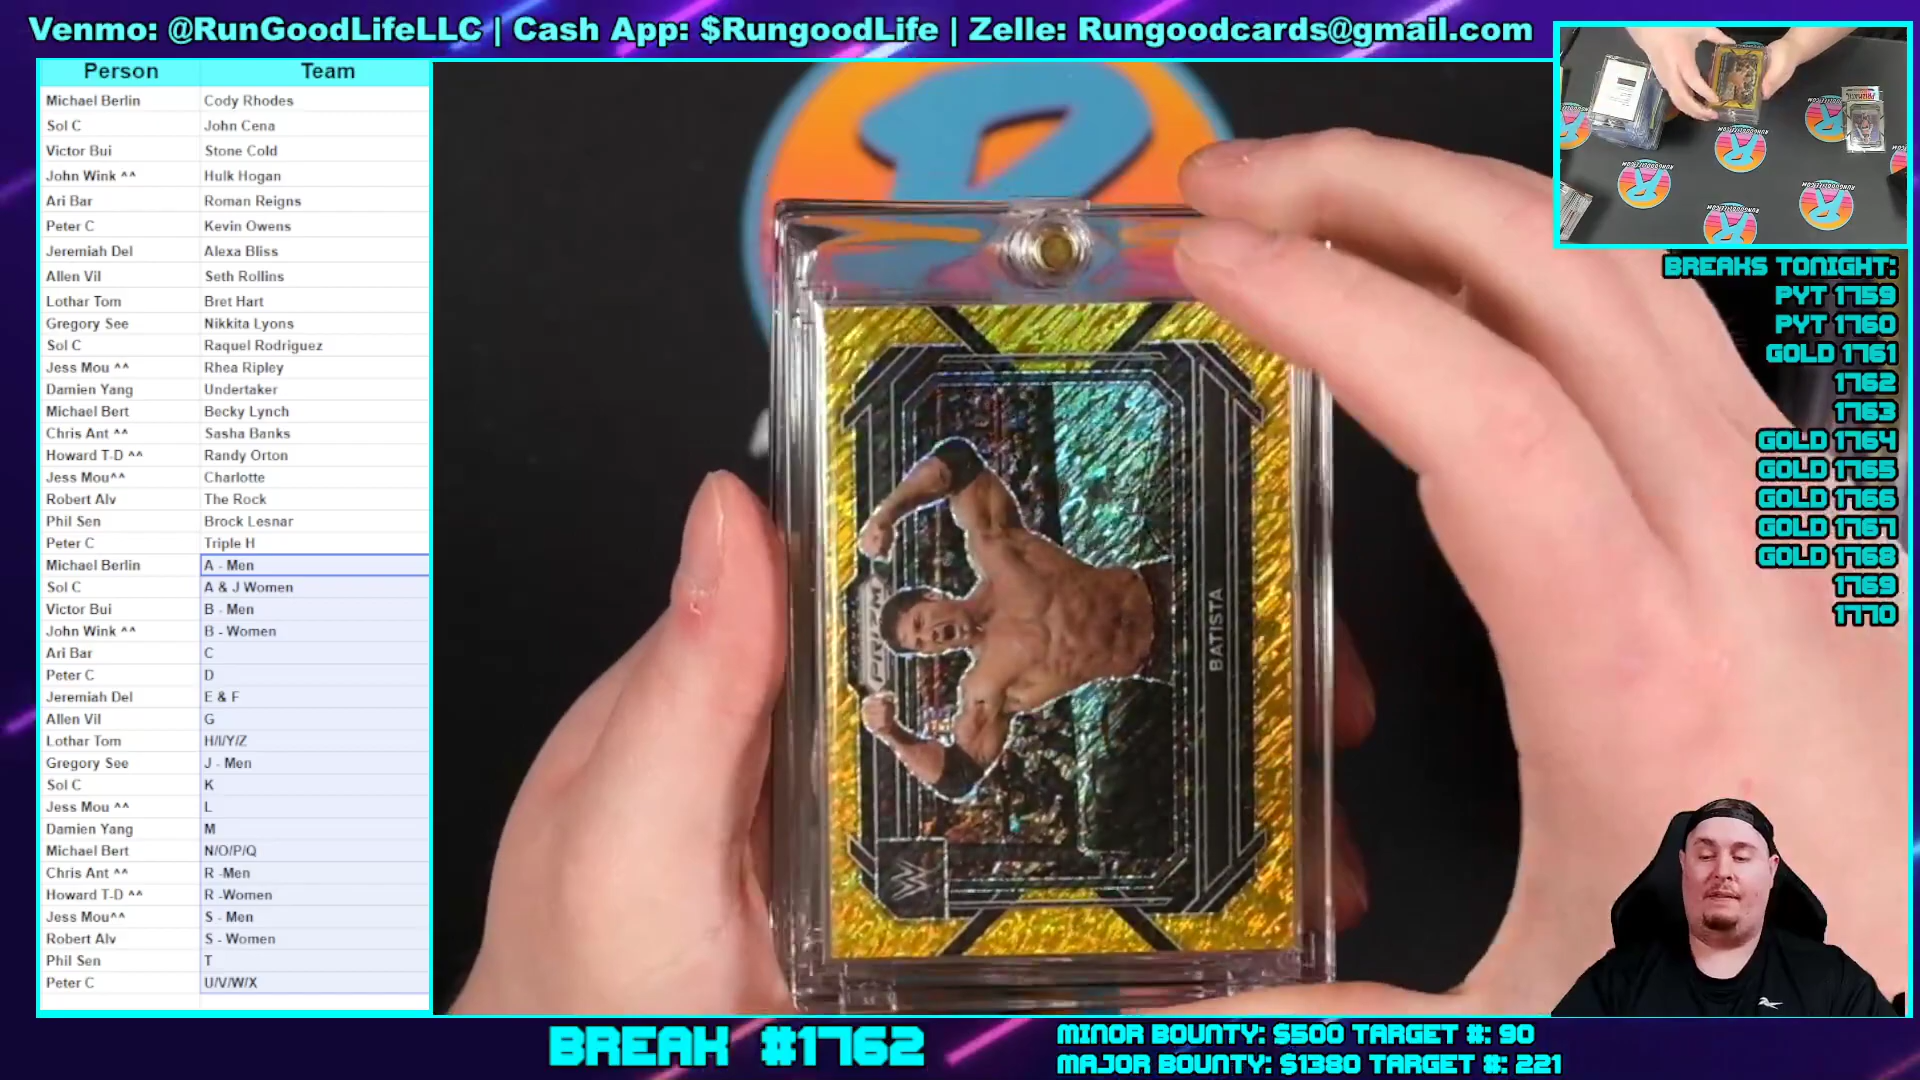 Venmo: @RunGoodLifeLLC | Cash App: $RungoodLife | Zelle: Rungoodcards@gmail.com
Person Team
Michael Berlin Cody Rhodes
Sol C John Cena
Victor Bui Stone Cold
John Wink ^^ Hulk Hogan
Ari Bar Roman Reigns
Peter C Kevin Owens
Jeremiah Del Alexa Bliss
Allen Vil Seth Rollins
Lothar Tom Bret Hart
Gregory See Nikkita Lyons
Sol C Raquel Rodriguez
Jess Mou ^^ Rhea Ripley
Damien Yang Undertaker
Michael Bert Becky Lynch
Chris Ant ^^ Sasha Banks
Howard T-D ^^ Randy Orton
Jess Mou^^ Charlotte
Robert Alv The Rock
Phil Sen Brock Lesnar
Peter C Triple H
Michael Berlin A - Men
Sol C A & J Women
Victor Bui B - Men
John Wink ^^ B - Women
Ari Bar C
Peter C D
Jeremiah Del E & F
Allen Vil G
Lothar Tom H/I/Y/Z
Gregory See J - Men
Sol C K
Jess Mou ^^ L
Damien Yang M
Michael Bert N/O/P/Q
Chris Ant ^^ R -Men
Howard T-D ^^ R -Women
Jess Mou^^ S - Men
Robert Alv S - Women
Phil Sen T
Peter C U/V/W/X
PRIZM
BATISTA
W
BREAKS TONIGHT:
PYT 1759
PYT 1760
GOLD 1761
1762
1763
GOLD 1764
GOLD 1765
GOLD 1766
GOLD 1767
GOLD 1768
1769
1770
BREAK #1762
MINOR BOUNTY: $500 TARGET #: 90
MAJOR BOUNTY: $1380 TARGET #: 221